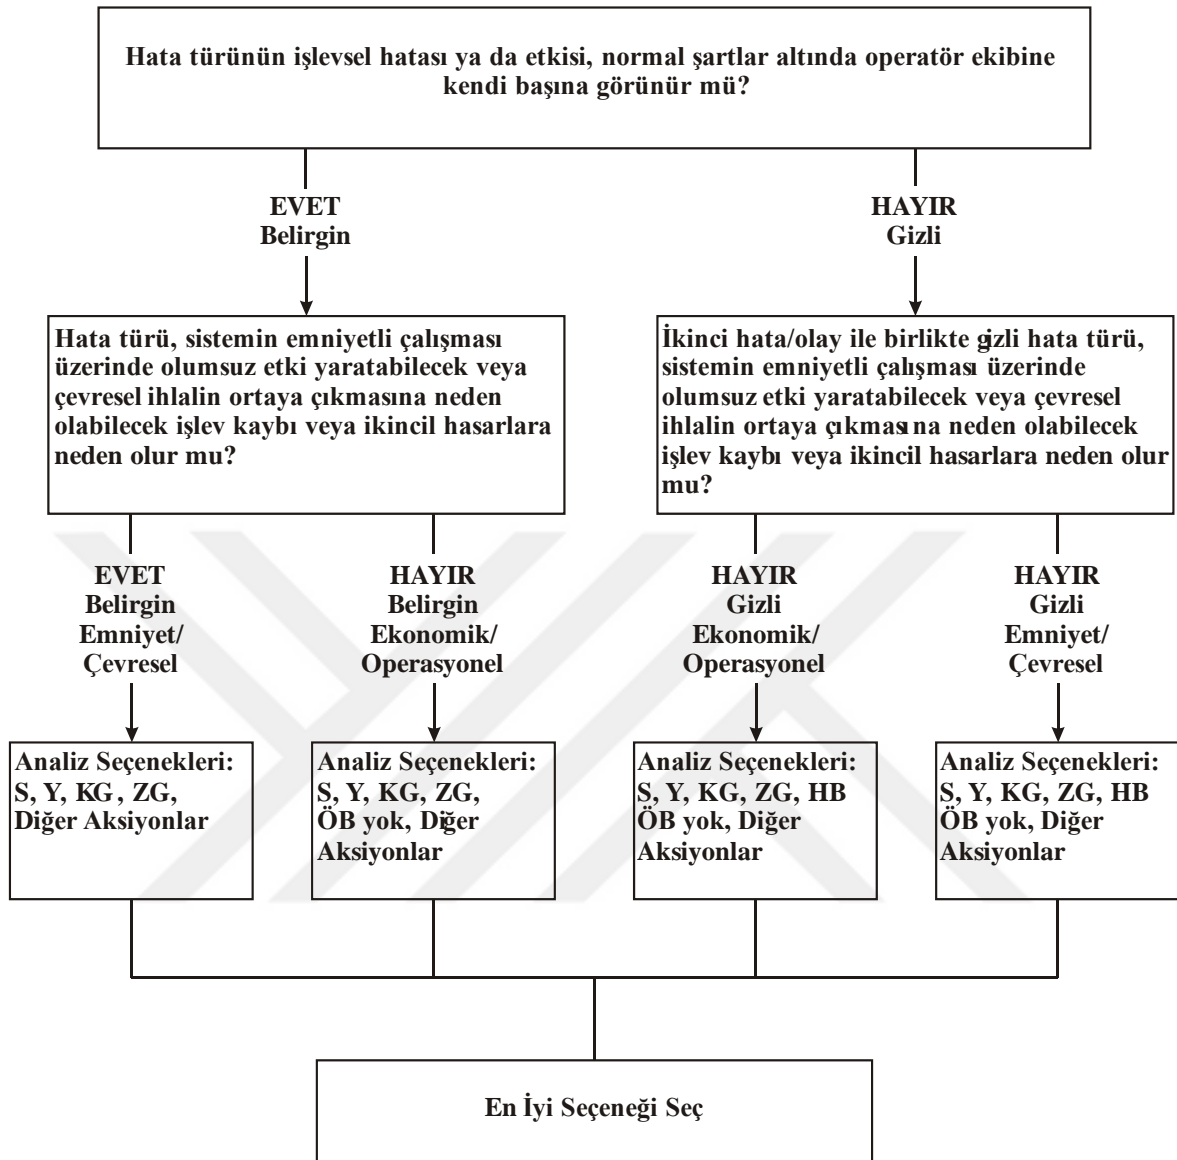 Hata türünün işlevsel hatası ya da etkisi, normal şartlar altında operatör ekibine
kendi başına görünür mü?
EVET
Belirgin
HAYIR
Gizli
Hata türü, sistemin emniyetli çalışması
üzerinde olumsuz etki yaratabilecek veya
çevresel ihlalin ortaya çıkmasına neden
olabilecek işlev kaybı veya ikincil hasarlara
neden olur mu?
İkinci hata/olay ile birlikte gizli hata türü,
sistemin emniyetli çalışması üzerinde
olumsuz etki yaratabilecek veya çevresel
ihlalin ortaya çıkmasına neden olabilecek
işlev kaybı veya ikincil hasarlara neden olur
mu?
EVET
Belirgin
Emniyet/
Çevresel
HAYIR
Belirgin
Ekonomik/
Operasyonel
HAYIR
Gizli
Ekonomik/
Operasyonel
HAYIR
Gizli
Emniyet/
Çevresel
Analiz Seçenekleri:
S, Y, KG, ZG,
Diğer Aksiyonlar
Analiz Seçenekleri:
S, Y, KG, ZG,
ÖB yok, Diğer
Aksiyonlar
Analiz Seçenekleri:
S, Y, KG, ZG, HB
ÖB yok, Diğer
Aksiyonlar
Analiz Seçenekleri:
S, Y, KG, ZG, HB
ÖB yok, Diğer
Aksiyonlar
En İyi Seçeneği Seç